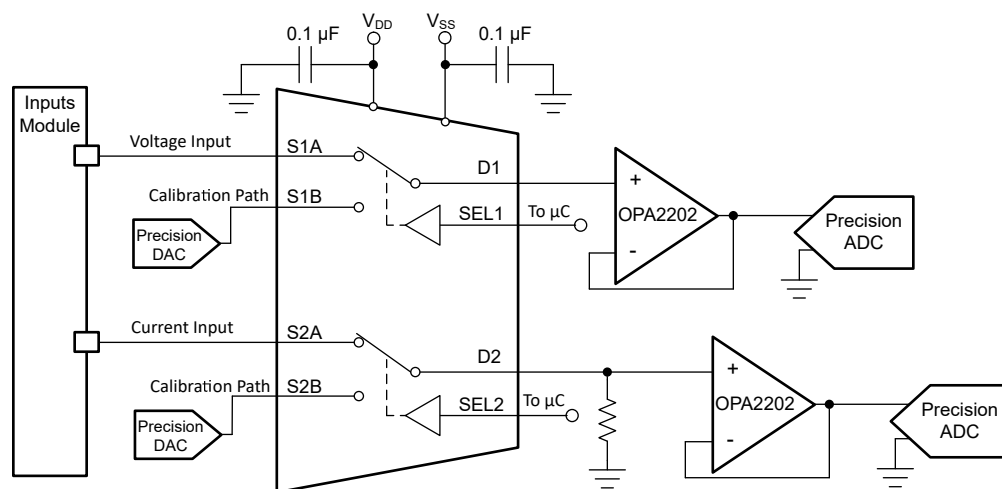 0.1 µF
VDD
VSS
0.1 µF
Inputs
Module
Voltage Input
S1A
D1
+
Calibration Path
S1B
SEL1
To µC
OPA2202
-
Precision
DAC
Precision
ADC
Current Input
S2A
D2
+
Calibration Path
S2B
SEL2
To µC
OPA2202
-
Precision
DAC
Precision
ADC